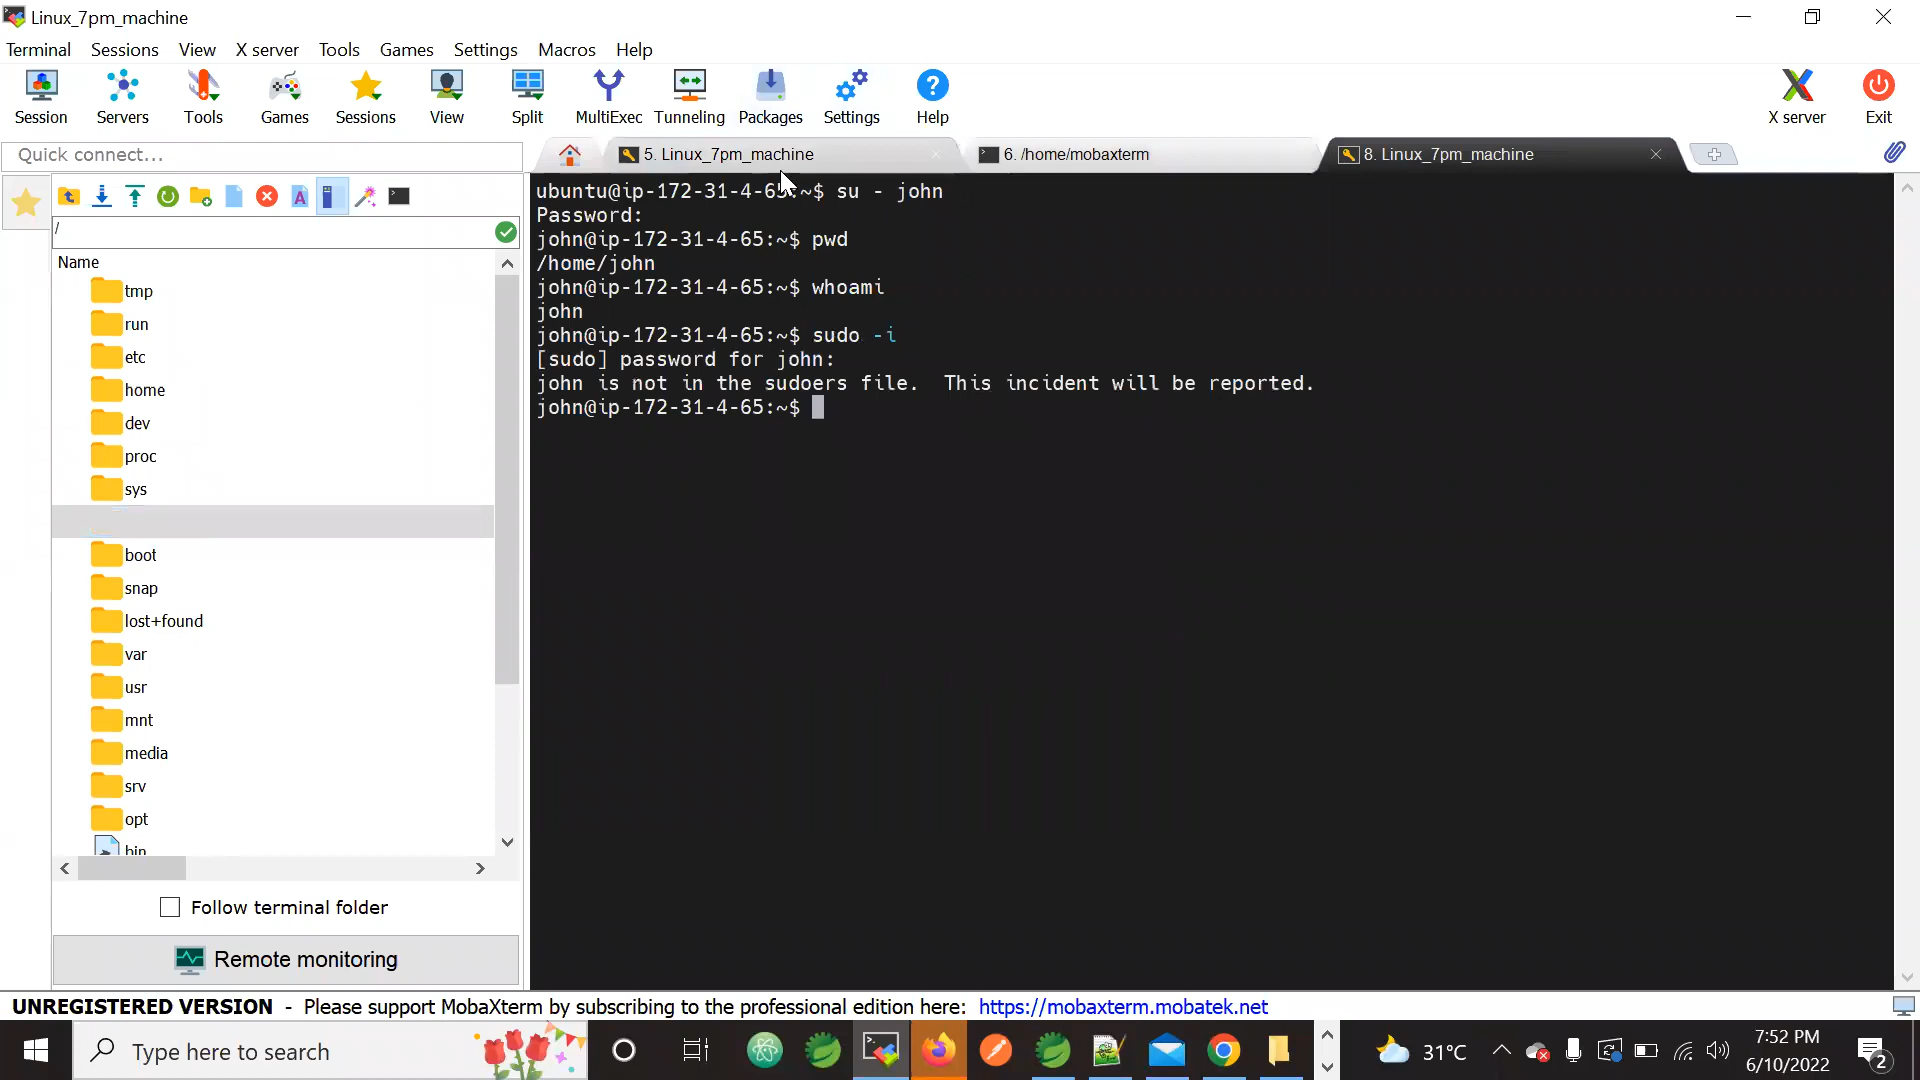 Linux_7pm_machine
Terminal Sessions View X server Tools Games Settings Macros Help
Session Servers Tools Games Sessions View Split MultiExec Tunneling Packages Settings Help X server Exit
Quick connect...
5. Linux_7pm_machine
6. /home/mobaxterm
8. Linux_7pm_machine
/
Name
tmp
run
etc
home
dev
proc
sys
boot
snap
lost+found
var
usr
mnt
media
srv
opt
bin
Follow terminal folder
Remote monitoring
ubuntu@ip-172-31-4-65:~$ su - john
Password:
john@ip-172-31-4-65:~$ pwd
/home/john
john@ip-172-31-4-65:~$ whoami
john
john@ip-172-31-4-65:~$ sudo -i
[sudo] password for john:
john is not in the sudoers file.  This incident will be reported.
john@ip-172-31-4-65:~$
UNREGISTERED VERSION - Please support MobaXterm by subscribing to the professional edition here: https://mobaxterm.mobatek.net
Type here to search
31°C
7:52 PM
6/10/2022
2